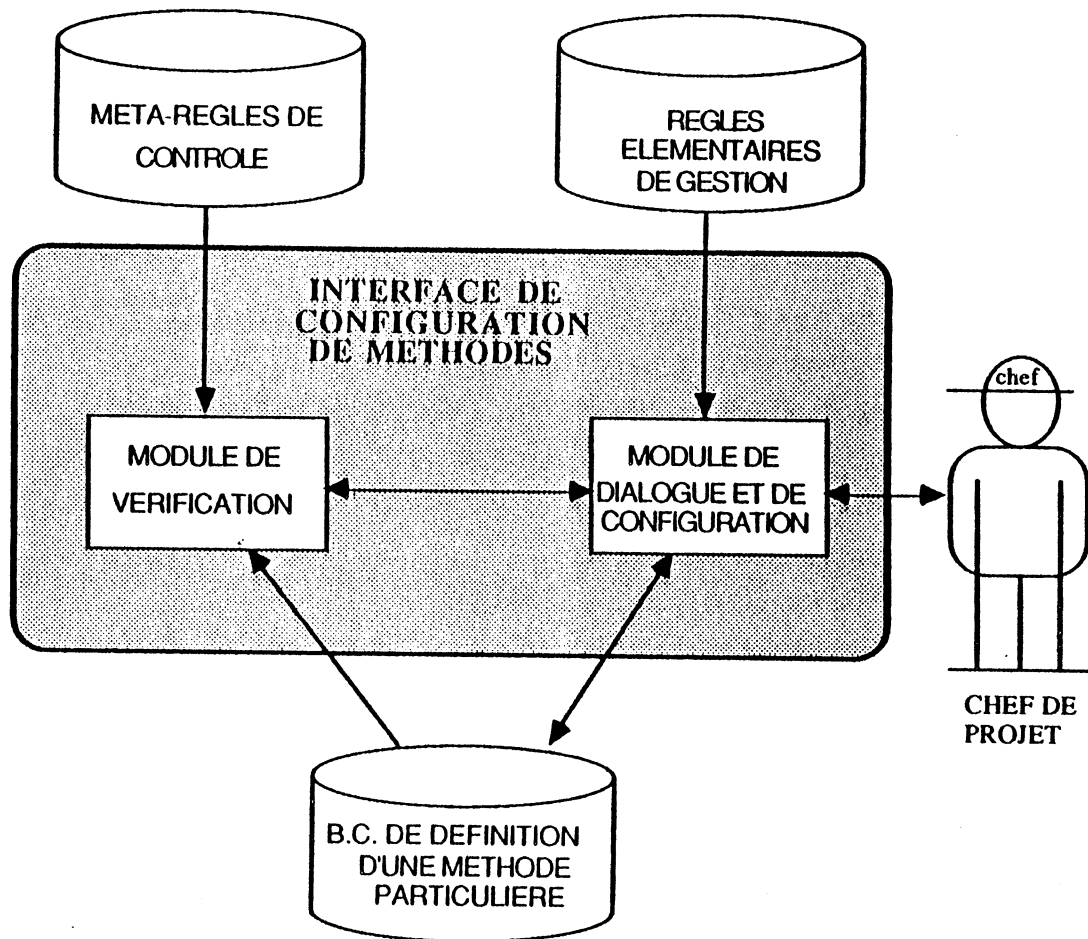 META-REGLES DE
CONTROLE
REGLES
ELEMENTAIRES
DE GESTION
INTERFACE DE
CONFIGURATION
DE METHODES
chef
MODULE DE
VERIFICATION
MODULE DE
DIALOGUE ET DE
CONFIGURATION
CHEF DE
PROJET
B.C. DE DEFINITION
D'UNE METHODE
PARTICULIERE